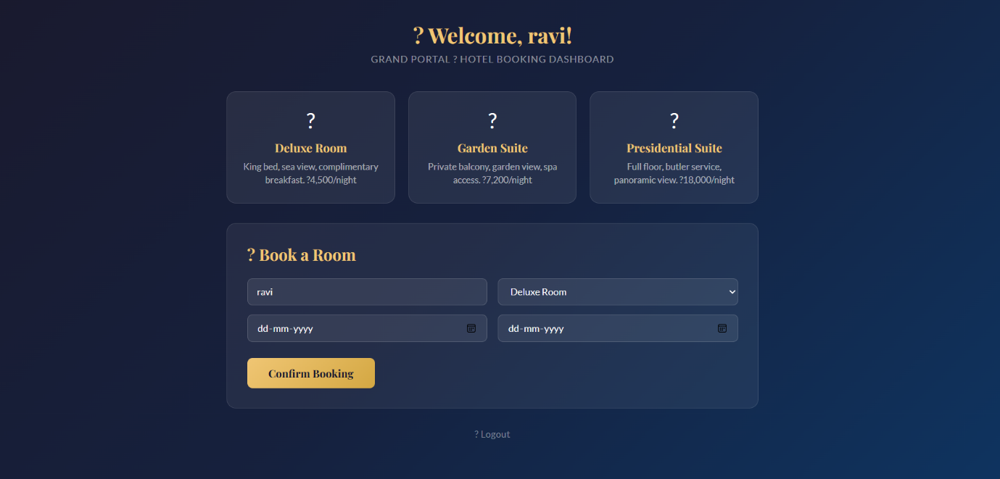 ? Welcome, ravi!
GRAND PORTAL ? HOTEL BOOKING DASHBOARD
?
Deluxe Room
King bed, sea view, complimentary
breakfast. ?4,500/night
?
Garden Suite
Private balcony, garden view, spa
access. ?7,200/night
?
Presidential Suite
Full floor, butler service,
panoramic view. ?18,000/night
? Book a Room
ravi
Deluxe Room
dd-mm-yyyy
dd-mm-yyyy
Confirm Booking
? Logout